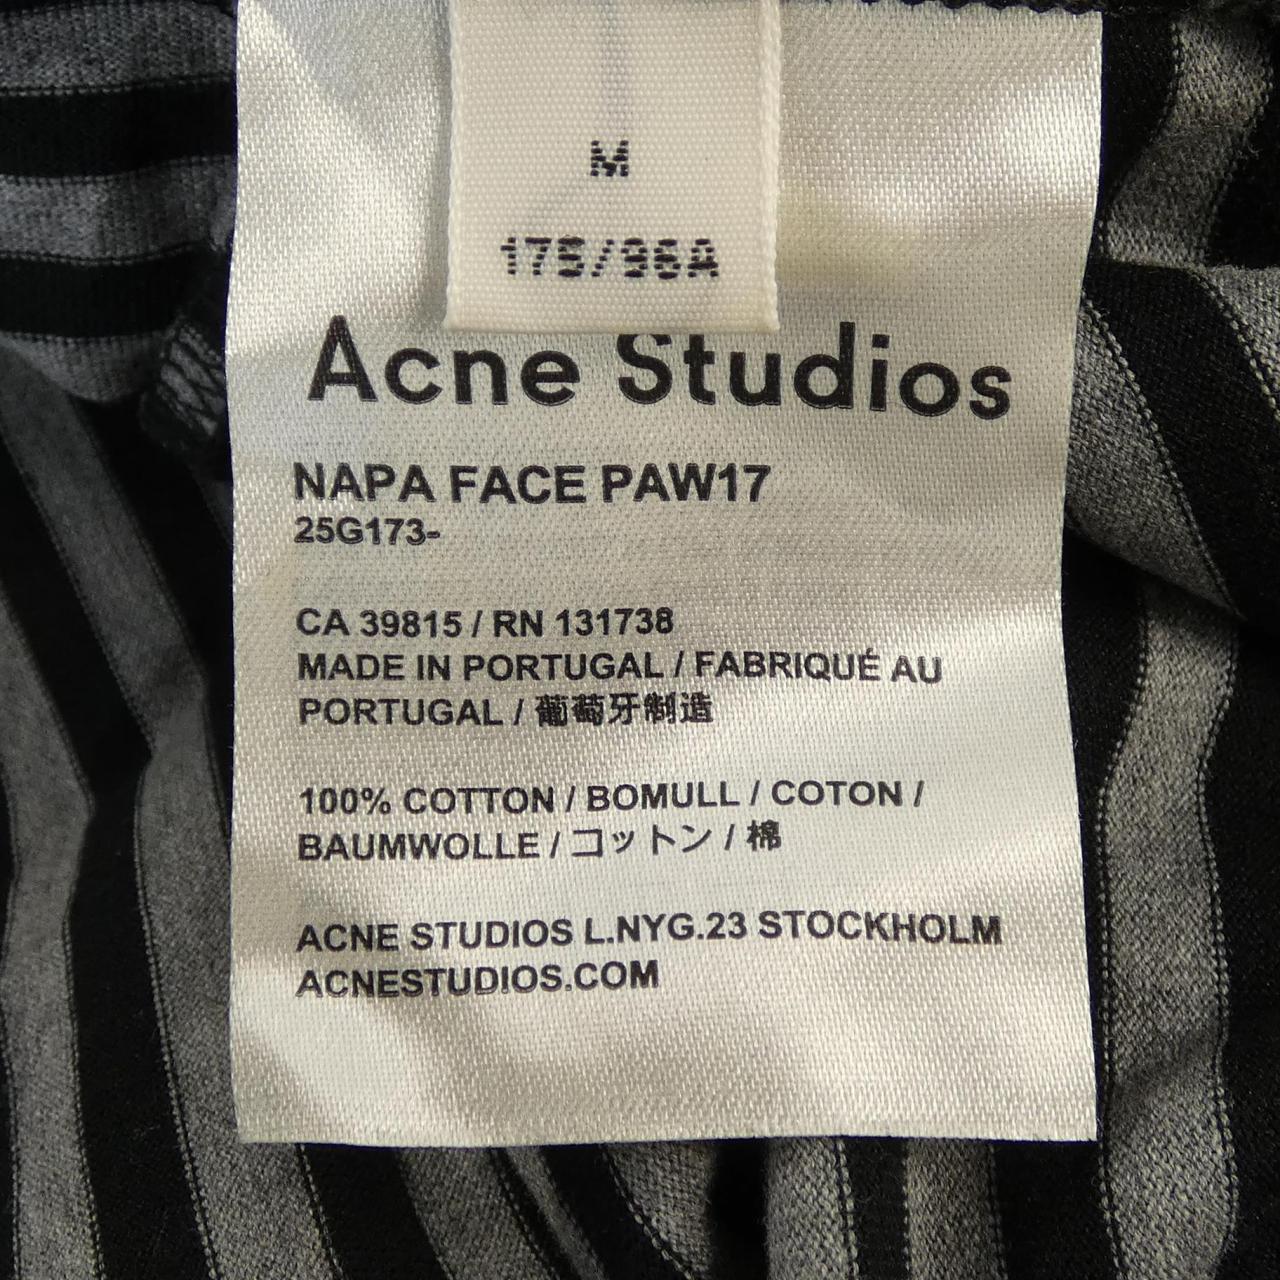 M
175/96A
Acne Studios
NAPA FACE PAW17
25G173-
CA 39815 / RN 131738
MADE IN PORTUGAL / FABRIQUÉ AU
PORTUGAL / 葡萄牙制造
100% COTTON / BOMULL / COTON /
BAUMWOLLE / コットン / 棉
ACNE STUDIOS L.NYG.23 STOCKHOLM
ACNESTUDIOS.COM